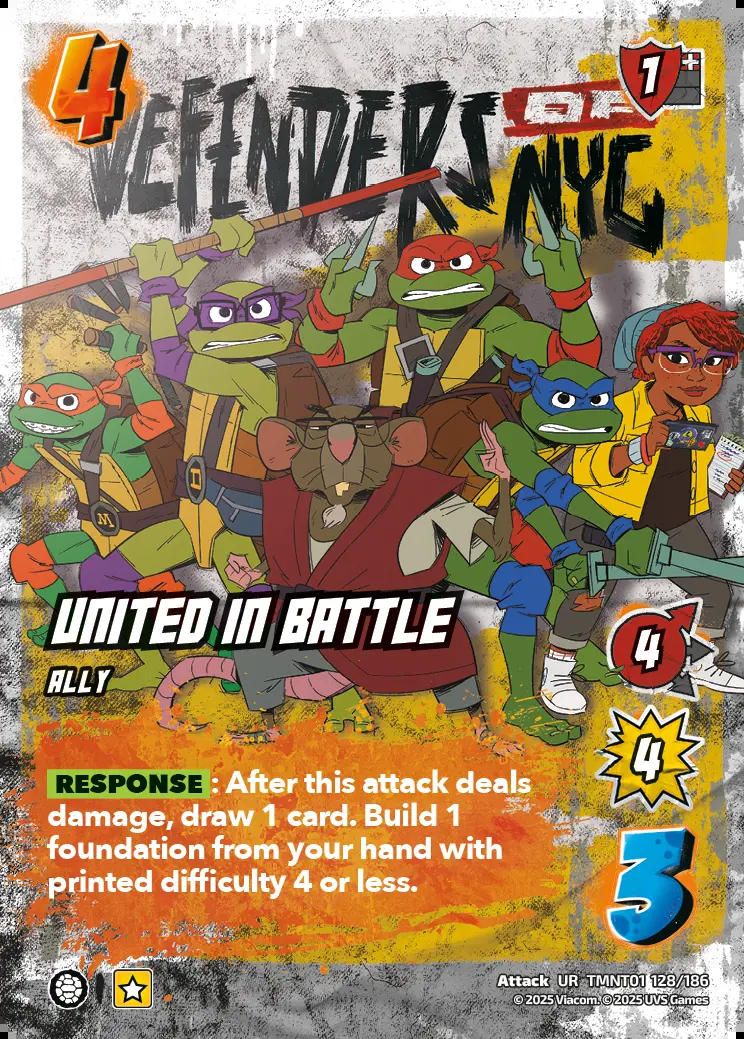 4
1
DEFENDERS OF
NYC
M
D
UNITED IN BATTLE
ALLY
4
4
RESPONSE : After this attack deals
damage, draw 1 card. Build 1
foundation from your hand with
printed difficulty 4 or less.
3
Attack UR TMNT01 128/186
© 2025 Viacom. © 2025 UVS Games